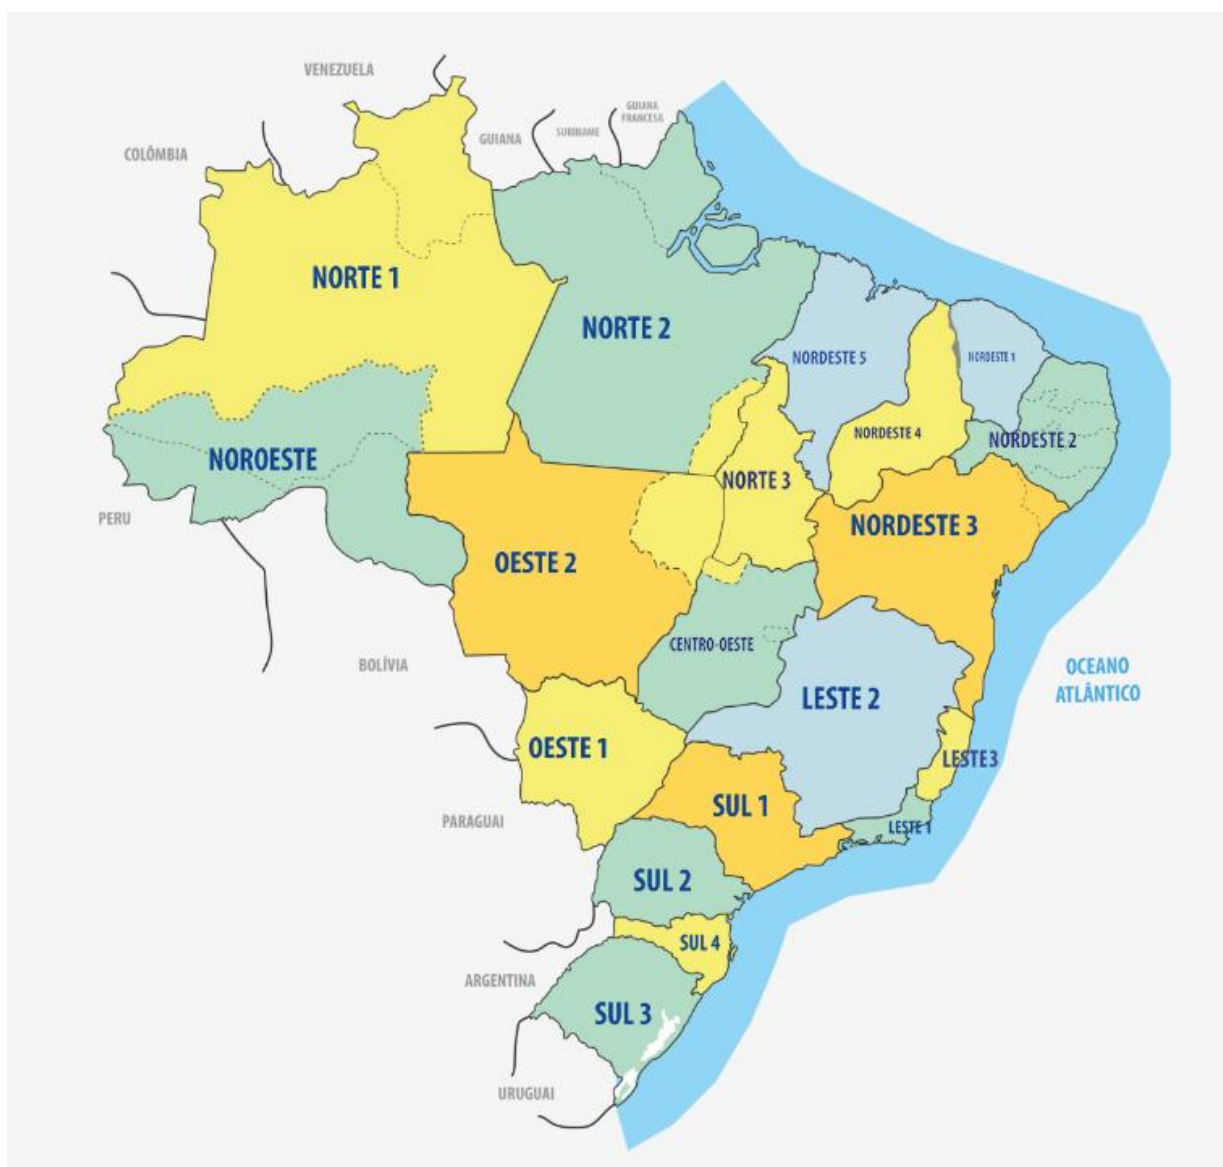 VENEZUELA
GUIANA
FRANCESA
SURINAME
GUIANA
COLÔMBIA
NORTE 1
NORTE 2
NORDESTE 5
NORDESTE 1
NORDESTE 4
NORDESTE 2
NOROESTE
NORTE 3
PERU
NORDESTE 3
OESTE 2
CENTRO-OESTE
BOLÍVIA
OCEANO
ATLÂNTICO
LESTE 2
OESTE 1
LESTE3
SUL 1
PARAGUAI
LESTE 1
SUL 2
SUL 4
ARGENTINA
SUL 3
URUGUAI